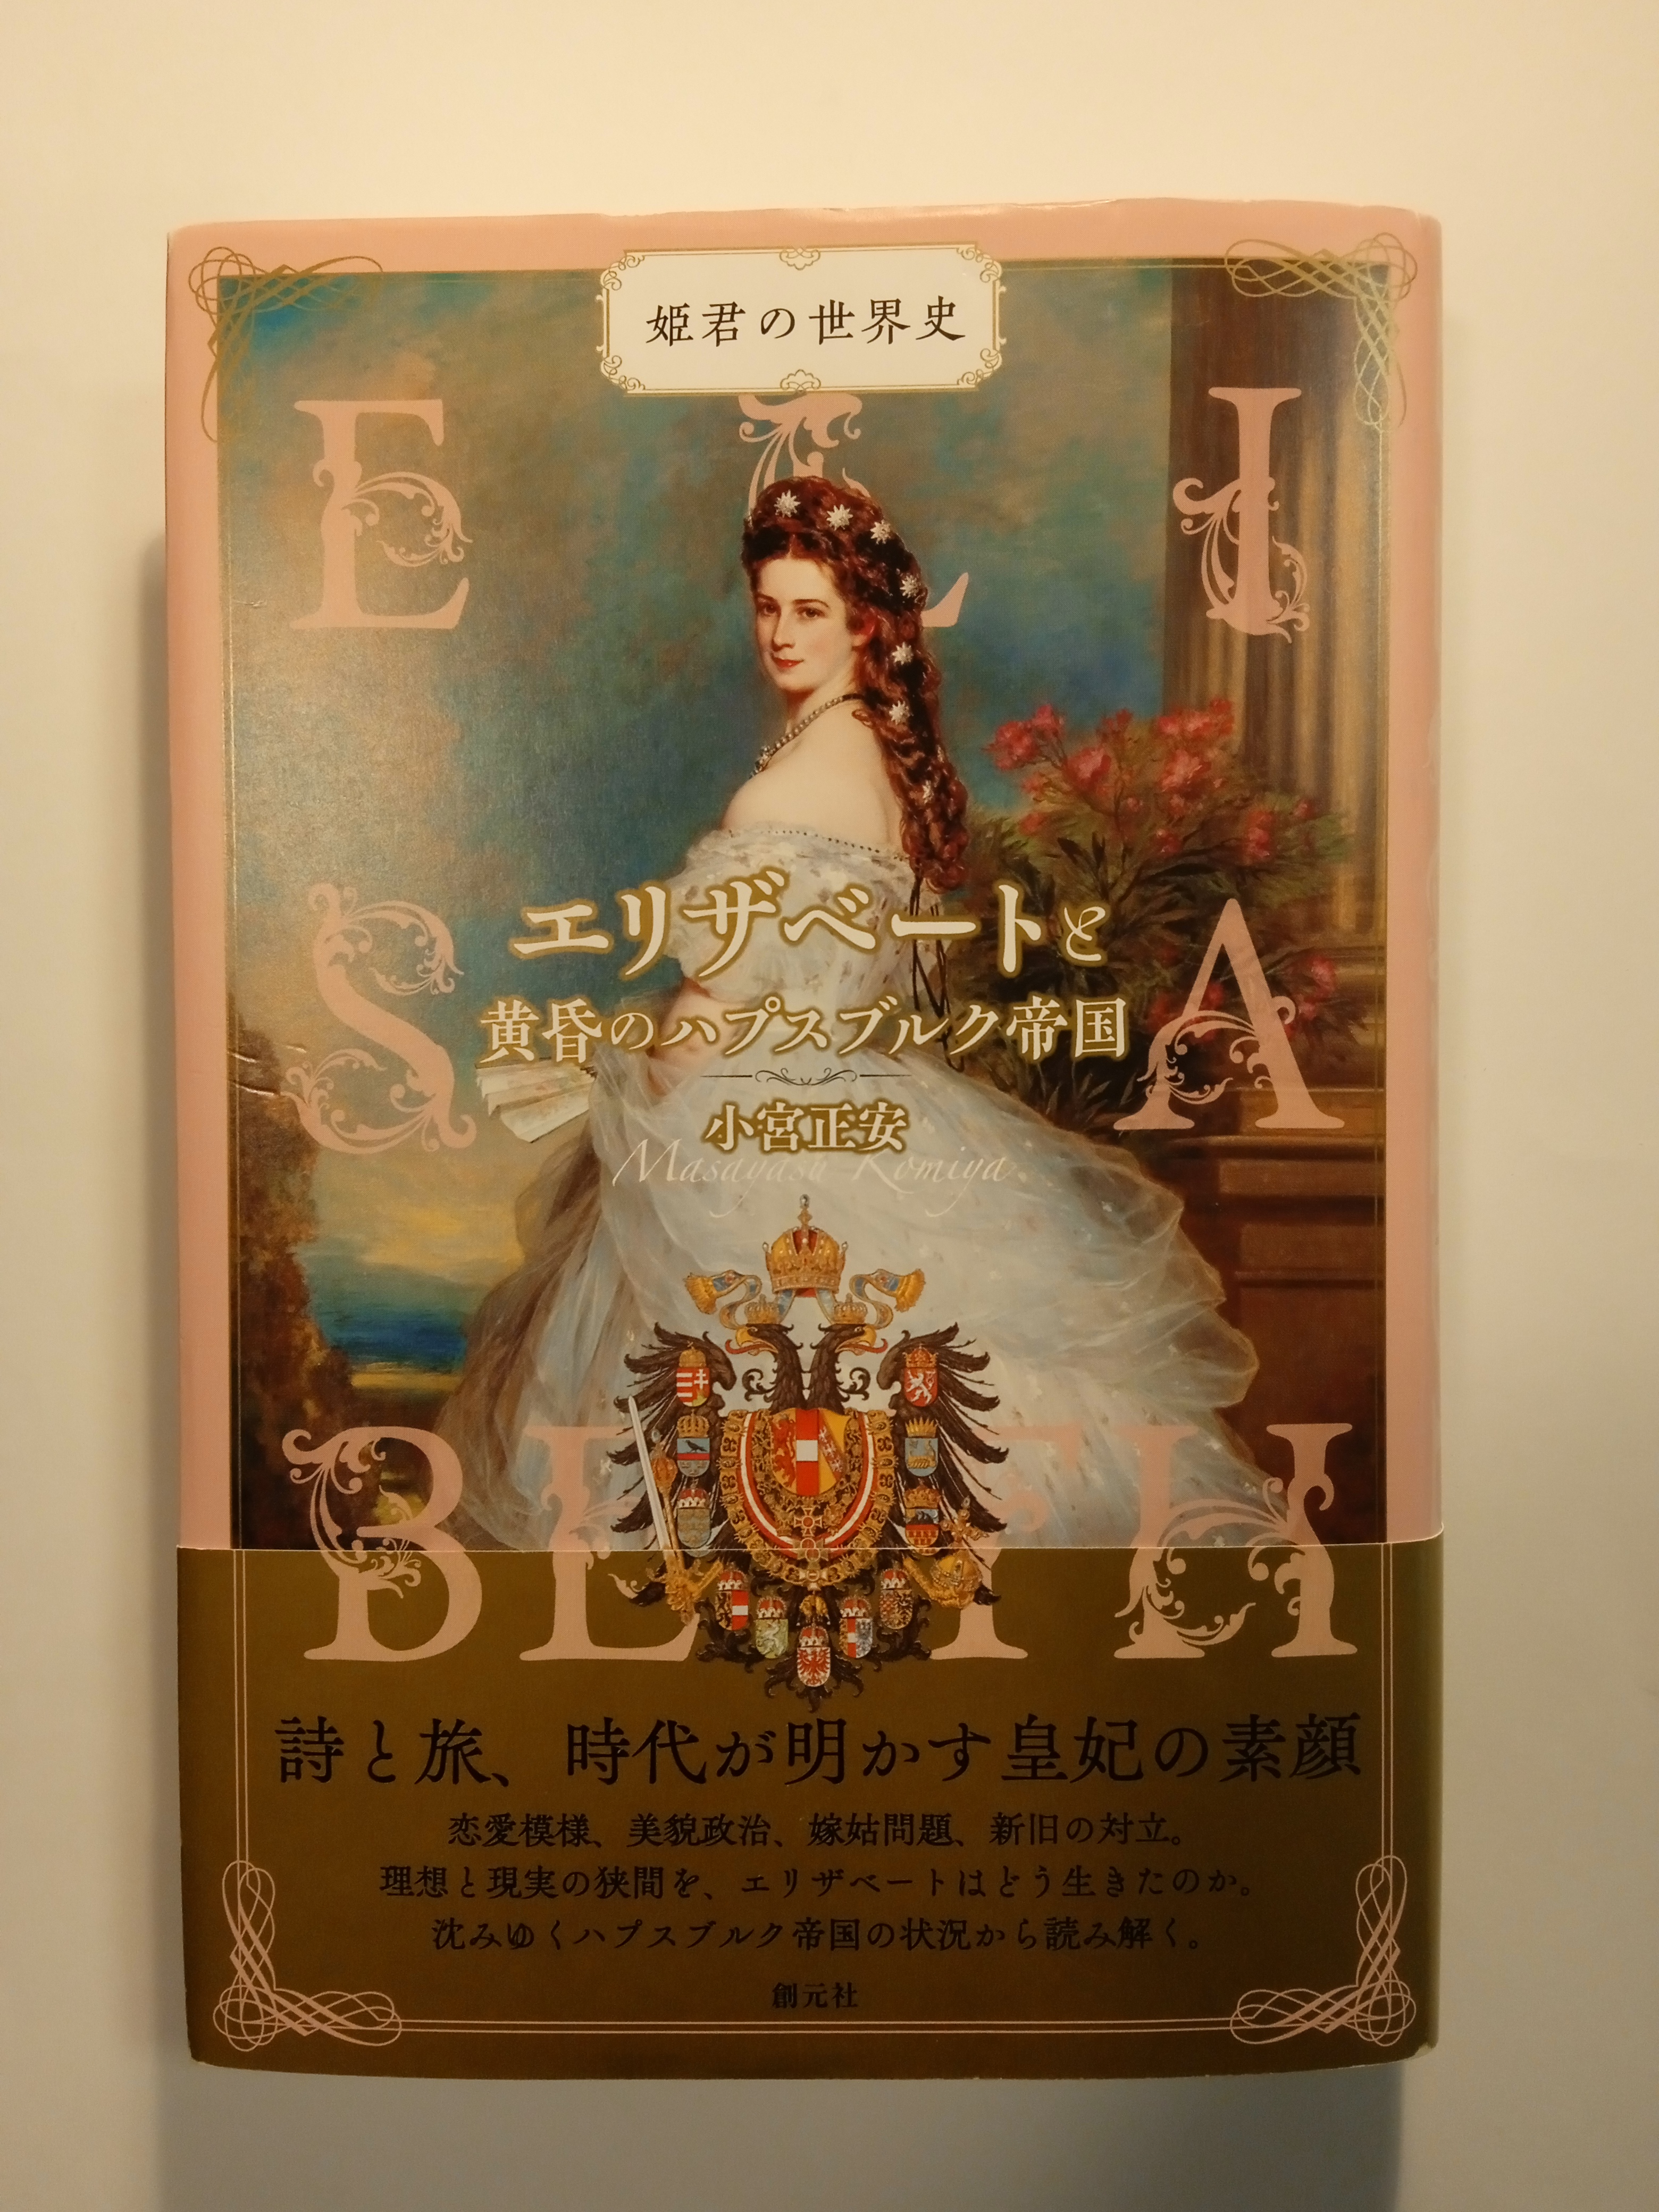 姫君の世界史
E L I
S A
エリザベートと
黄昏のハプスブルク帝国
小宮正安
Masayasu Komiya
B E T H
詩と旅、時代が明かす皇妃の素顔
恋愛模様、美貌政治、嫁姑問題、新旧の対立。
理想と現実の狭間を、エリザベートはどう生きたのか。
沈みゆくハプスブルク帝国の状況から読み解く。
創元社